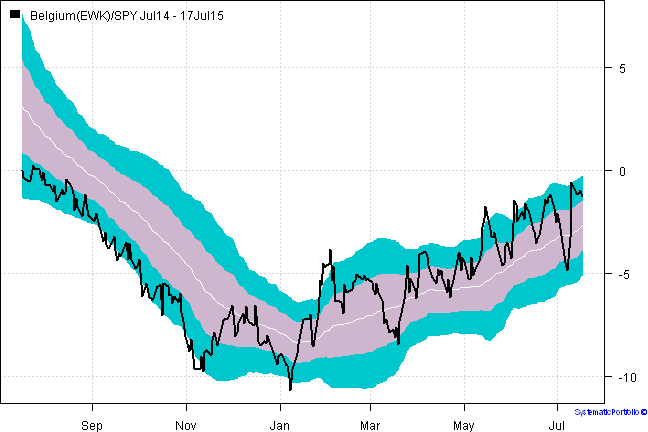 Belgium(EWK)/SPY Jul14 - 17Jul15
5
0
-5
-10
Sep Nov Jan Mar May Jul
SystematicPortfolio ©